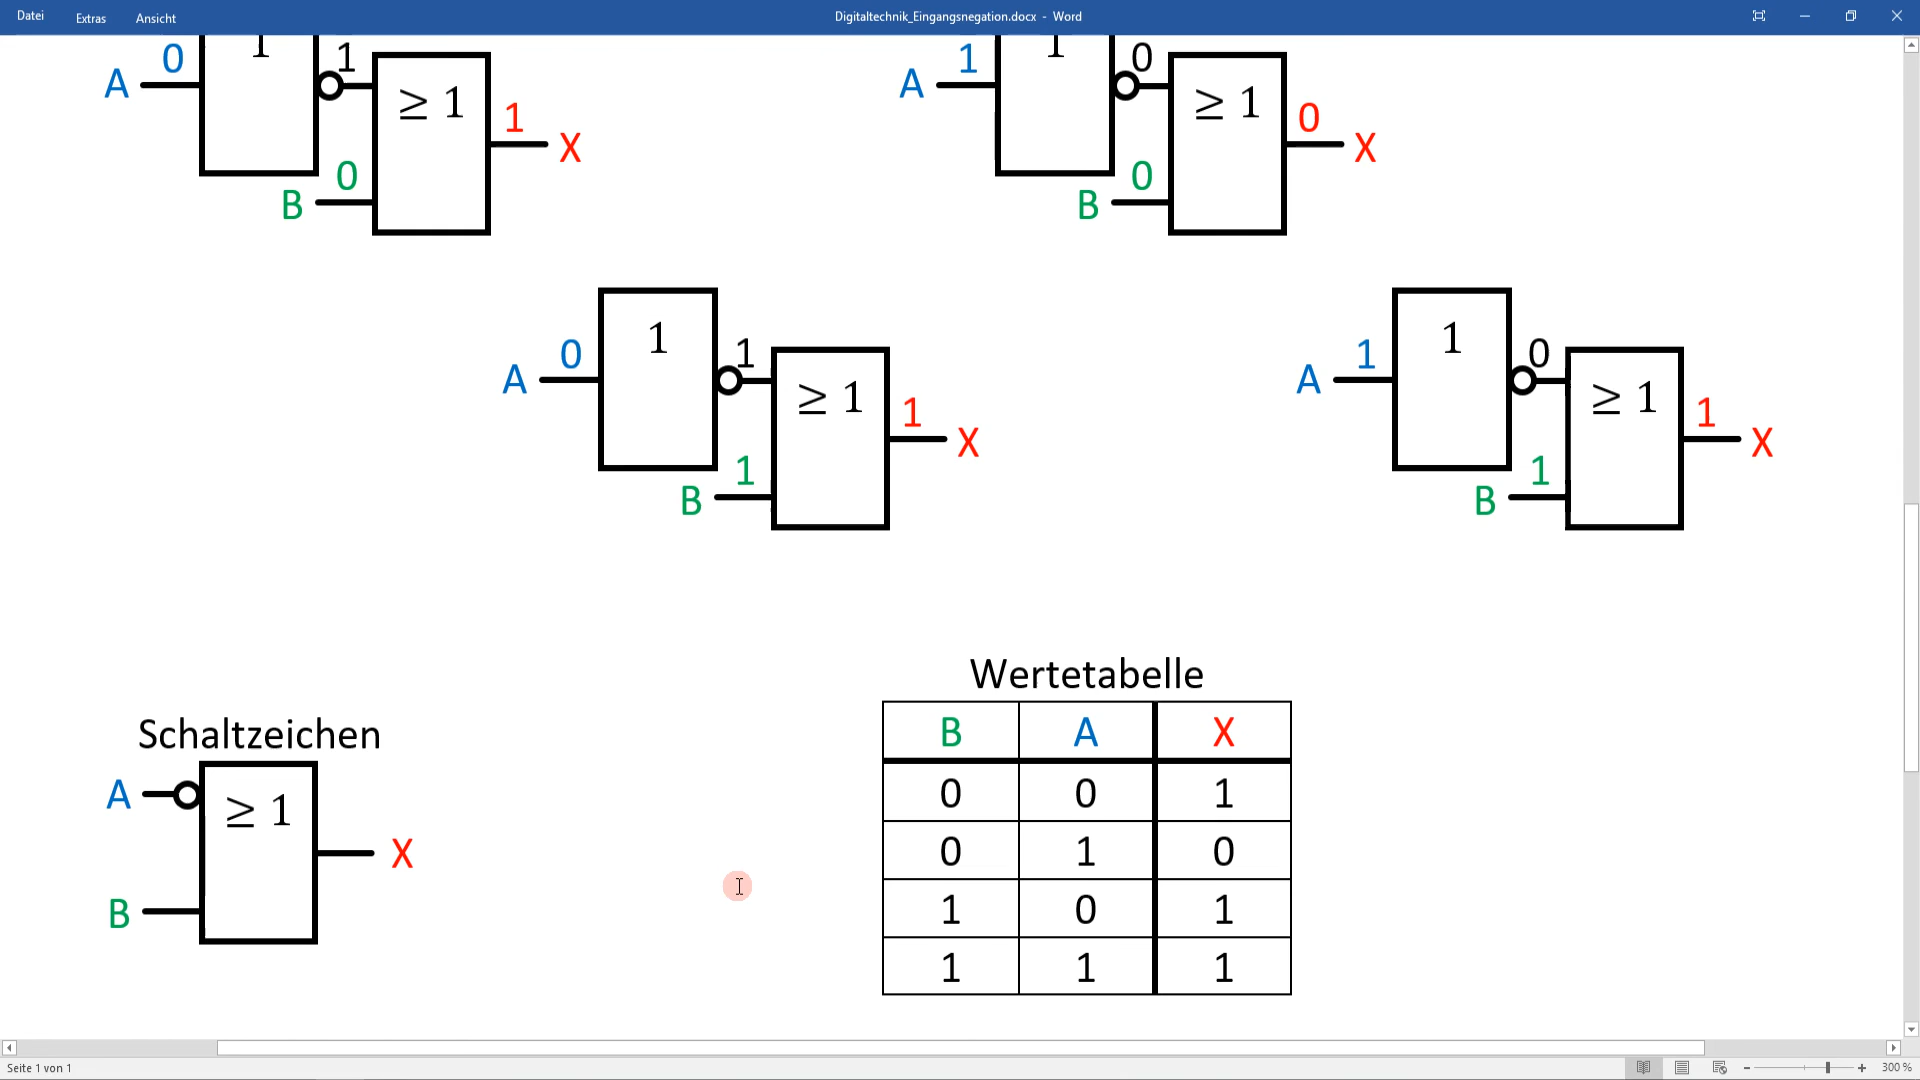 Datei Extras Ansicht Digitaltechnik_Eingangsnegation.docx - Word
A 0 1 1 ≥ 1 1 X
B 0
A 1 1 0 ≥ 1 0 X
B 0
A 0 1 1 ≥ 1 1 X
B 1
A 1 1 0 ≥ 1 1 X
B 1
Schaltzeichen
A ≥ 1 X
B
Wertetabelle
B A X
0 0 1
0 1 0
1 0 1
1 1 1
Seite 1 von 1 300 %